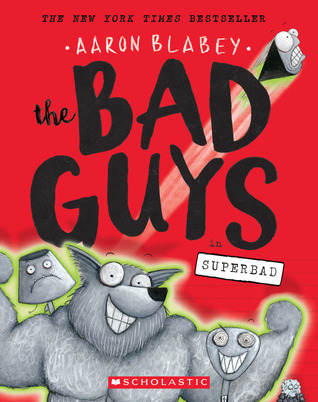 THE NEW YORK TIMES BESTSELLER
• AARON BLABEY •
the BAD
GUYS
in
SUPERBAD
SCHOLASTIC